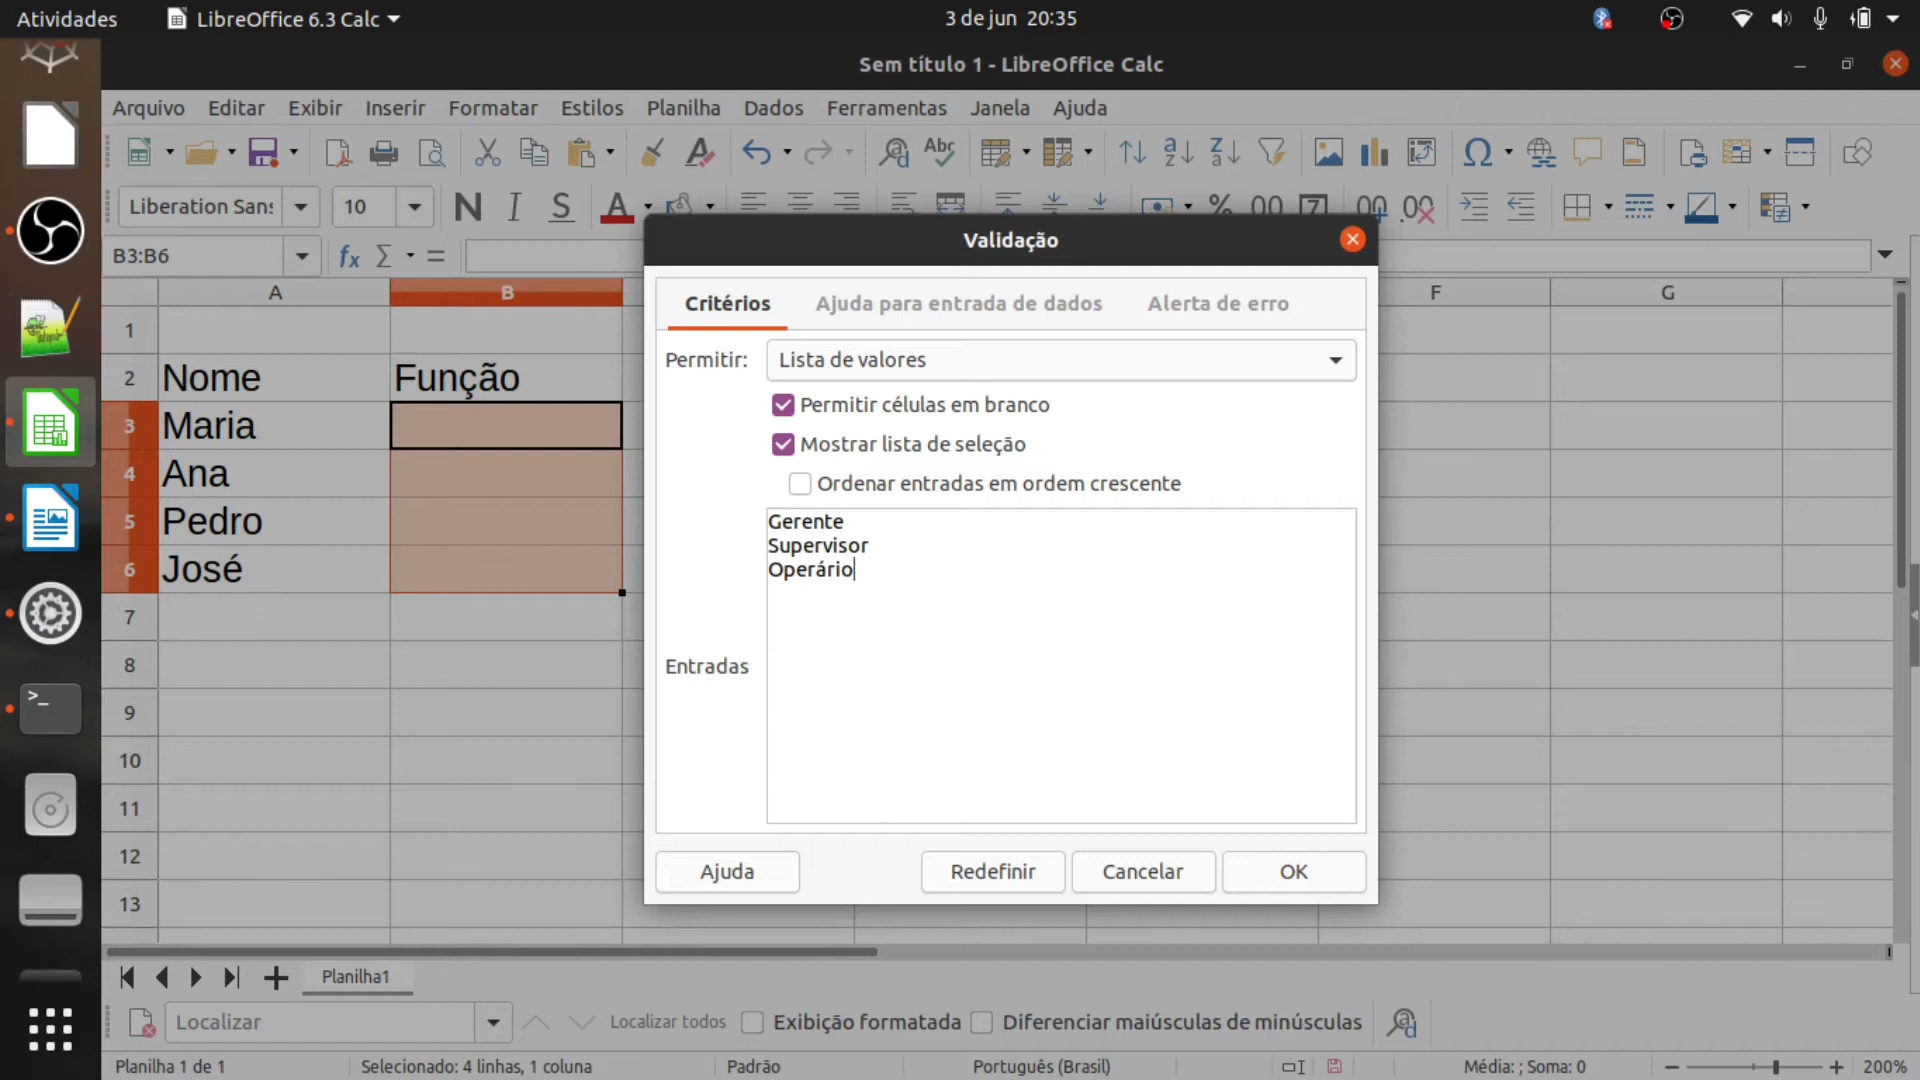 Atividades
LibreOffice 6.3 Calc
3 de jun 20:35
Sem título 1 - LibreOffice Calc
Arquivo Editar Exibir Inserir Formatar Estilos Planilha Dados Ferramentas Janela Ajuda
Liberation Sans 10 N I S
B3:B6
A B F G
1
2 Nome Função
3 Maria
4 Ana
5 Pedro
6 José
7
8
9
10
11
12
13
Validação
Critérios Ajuda para entrada de dados Alerta de erro
Permitir: Lista de valores
Permitir células em branco
Mostrar lista de seleção
Ordenar entradas em ordem crescente
Gerente
Supervisor
Operário
Entradas
Ajuda Redefinir Cancelar OK
Planilha1
Localizar Localizar todos Exibição formatada Diferenciar maiúsculas de minúsculas
Planilha 1 de 1 Selecionado: 4 linhas, 1 coluna Padrão Português (Brasil) Média: ; Soma: 0 200%